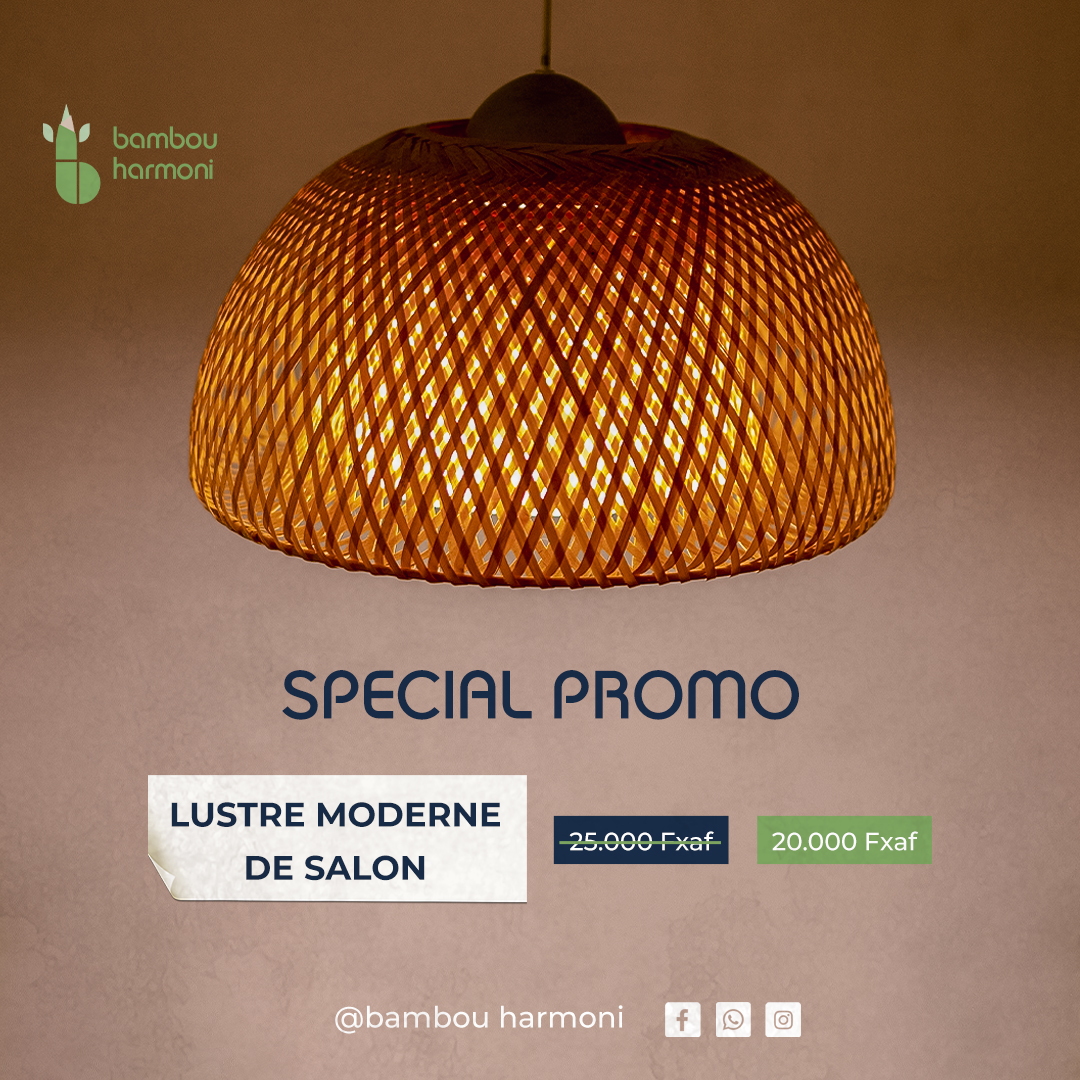 bambou
harmoni
SPECIAL PROMO
LUSTRE MODERNE
DE SALON
25.000 Fxaf
20.000 Fxaf
@bambou harmoni